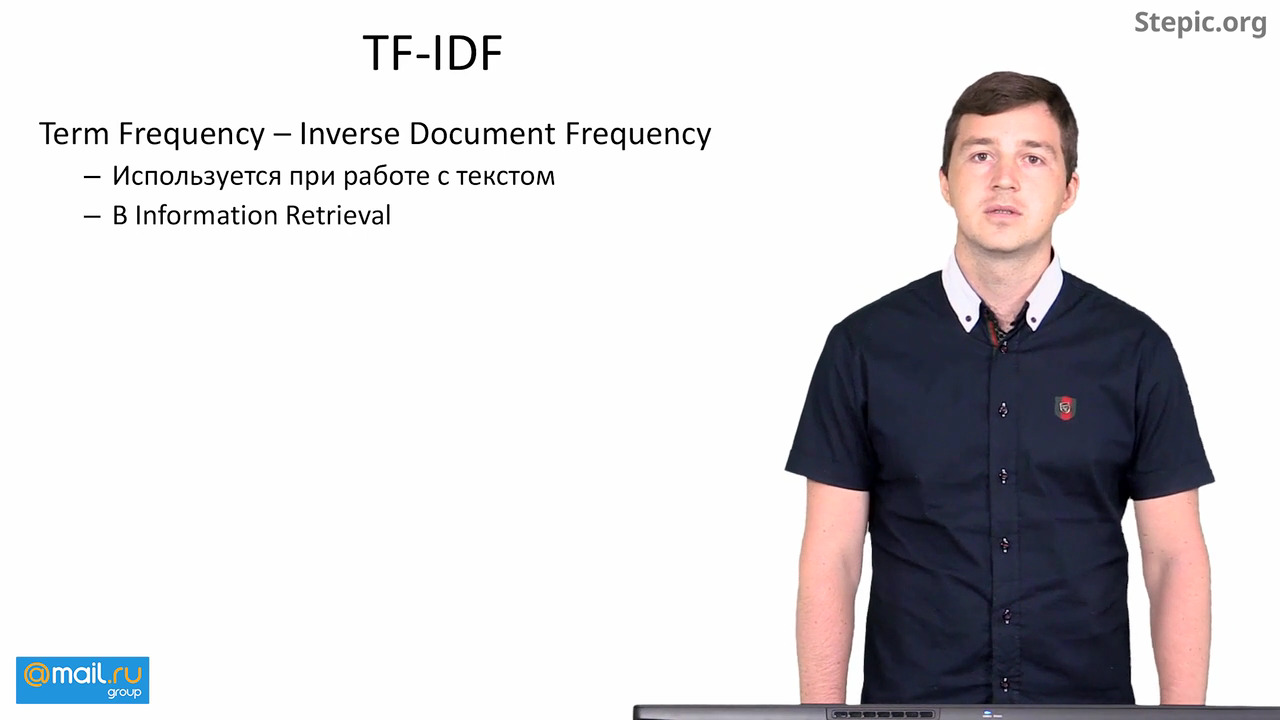 Stepic.org
TF-IDF
Term Frequency – Inverse Document Frequency
– Используется при работе с текстом
– В Information Retrieval
@mail.ru
group